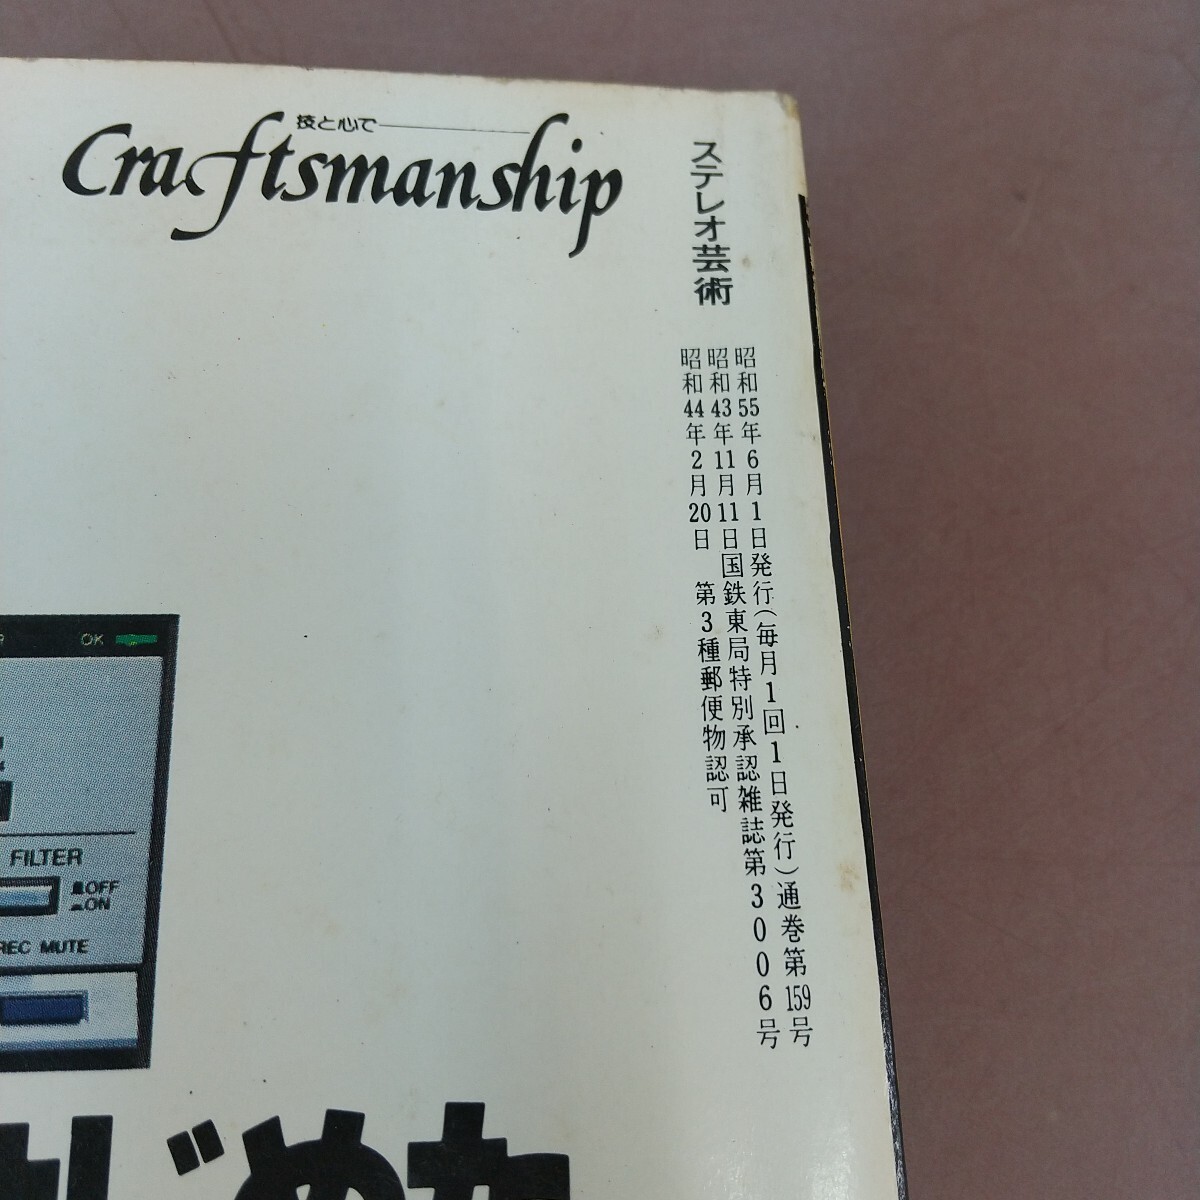 技と心で
Craftsmanship
ステレオ芸術
昭和55年6月1日発行(毎月1回1日発行)通巻第159号
昭和43年11月11日国鉄東局特別承認雑誌第3006号
昭和44年2月20日 第3種郵便物認可
OK
FILTER
OFF
ON
REC MUTE
じめた